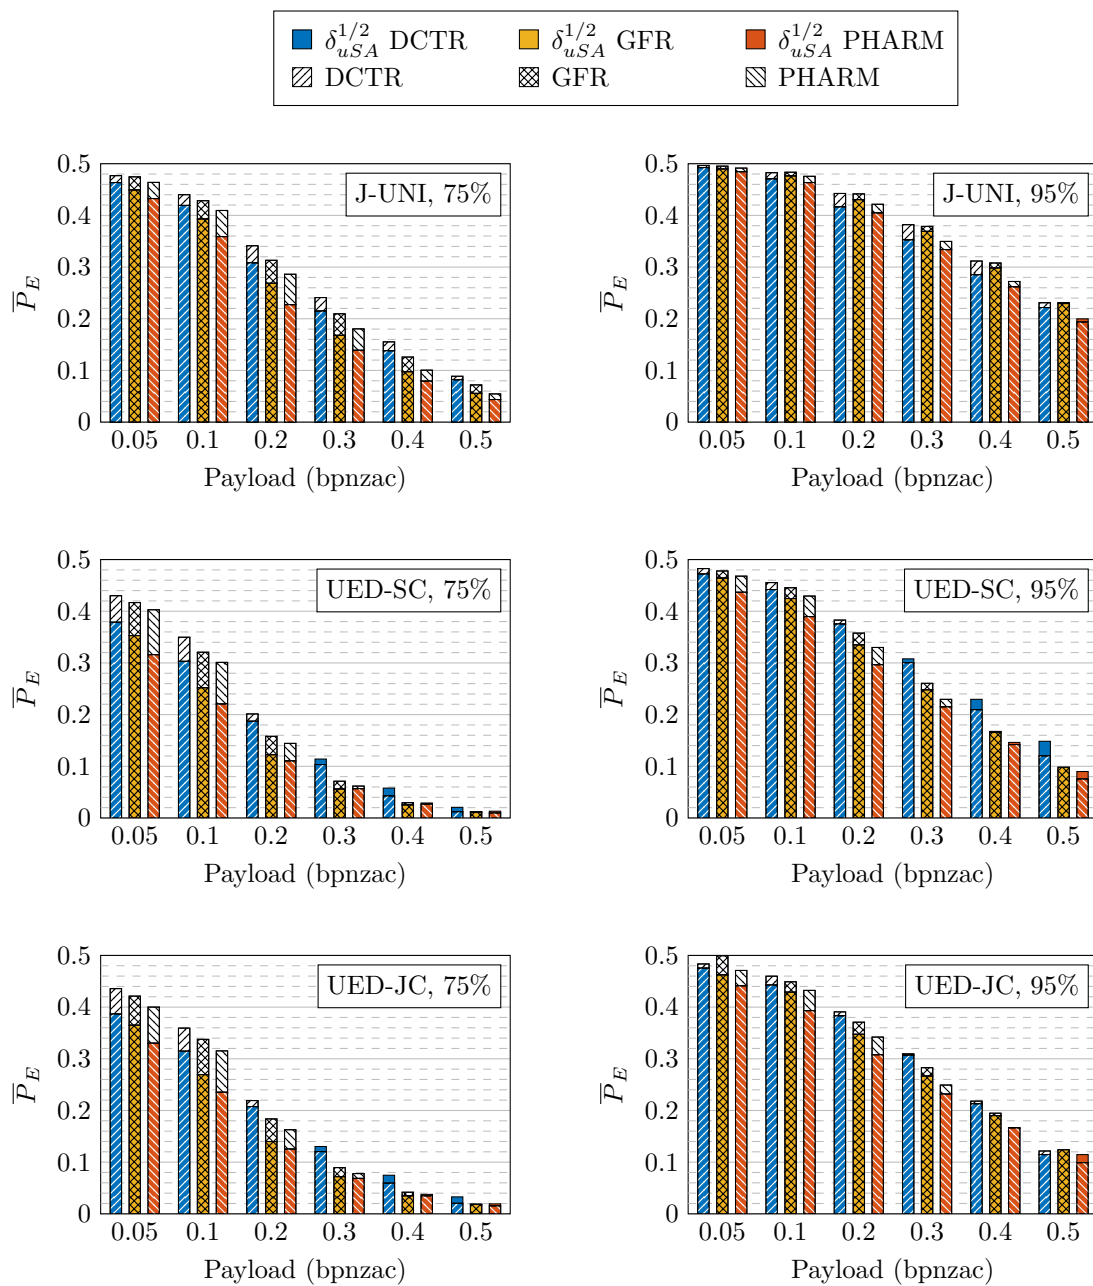 δ_{uSA}^{1/2} DCTR δ_{uSA}^{1/2} GFR δ_{uSA}^{1/2} PHARM
DCTR GFR PHARM
J-UNI, 75%
P̅_E
0.5
0.4
0.3
0.2
0.1
0
0.05 0.1 0.2 0.3 0.4 0.5
Payload (bpnzac)
J-UNI, 95%
P̅_E
0.5
0.4
0.3
0.2
0.1
0
0.05 0.1 0.2 0.3 0.4 0.5
Payload (bpnzac)
UED-SC, 75%
P̅_E
0.5
0.4
0.3
0.2
0.1
0
0.05 0.1 0.2 0.3 0.4 0.5
Payload (bpnzac)
UED-SC, 95%
P̅_E
0.5
0.4
0.3
0.2
0.1
0
0.05 0.1 0.2 0.3 0.4 0.5
Payload (bpnzac)
UED-JC, 75%
P̅_E
0.5
0.4
0.3
0.2
0.1
0
0.05 0.1 0.2 0.3 0.4 0.5
Payload (bpnzac)
UED-JC, 95%
P̅_E
0.5
0.4
0.3
0.2
0.1
0
0.05 0.1 0.2 0.3 0.4 0.5
Payload (bpnzac)